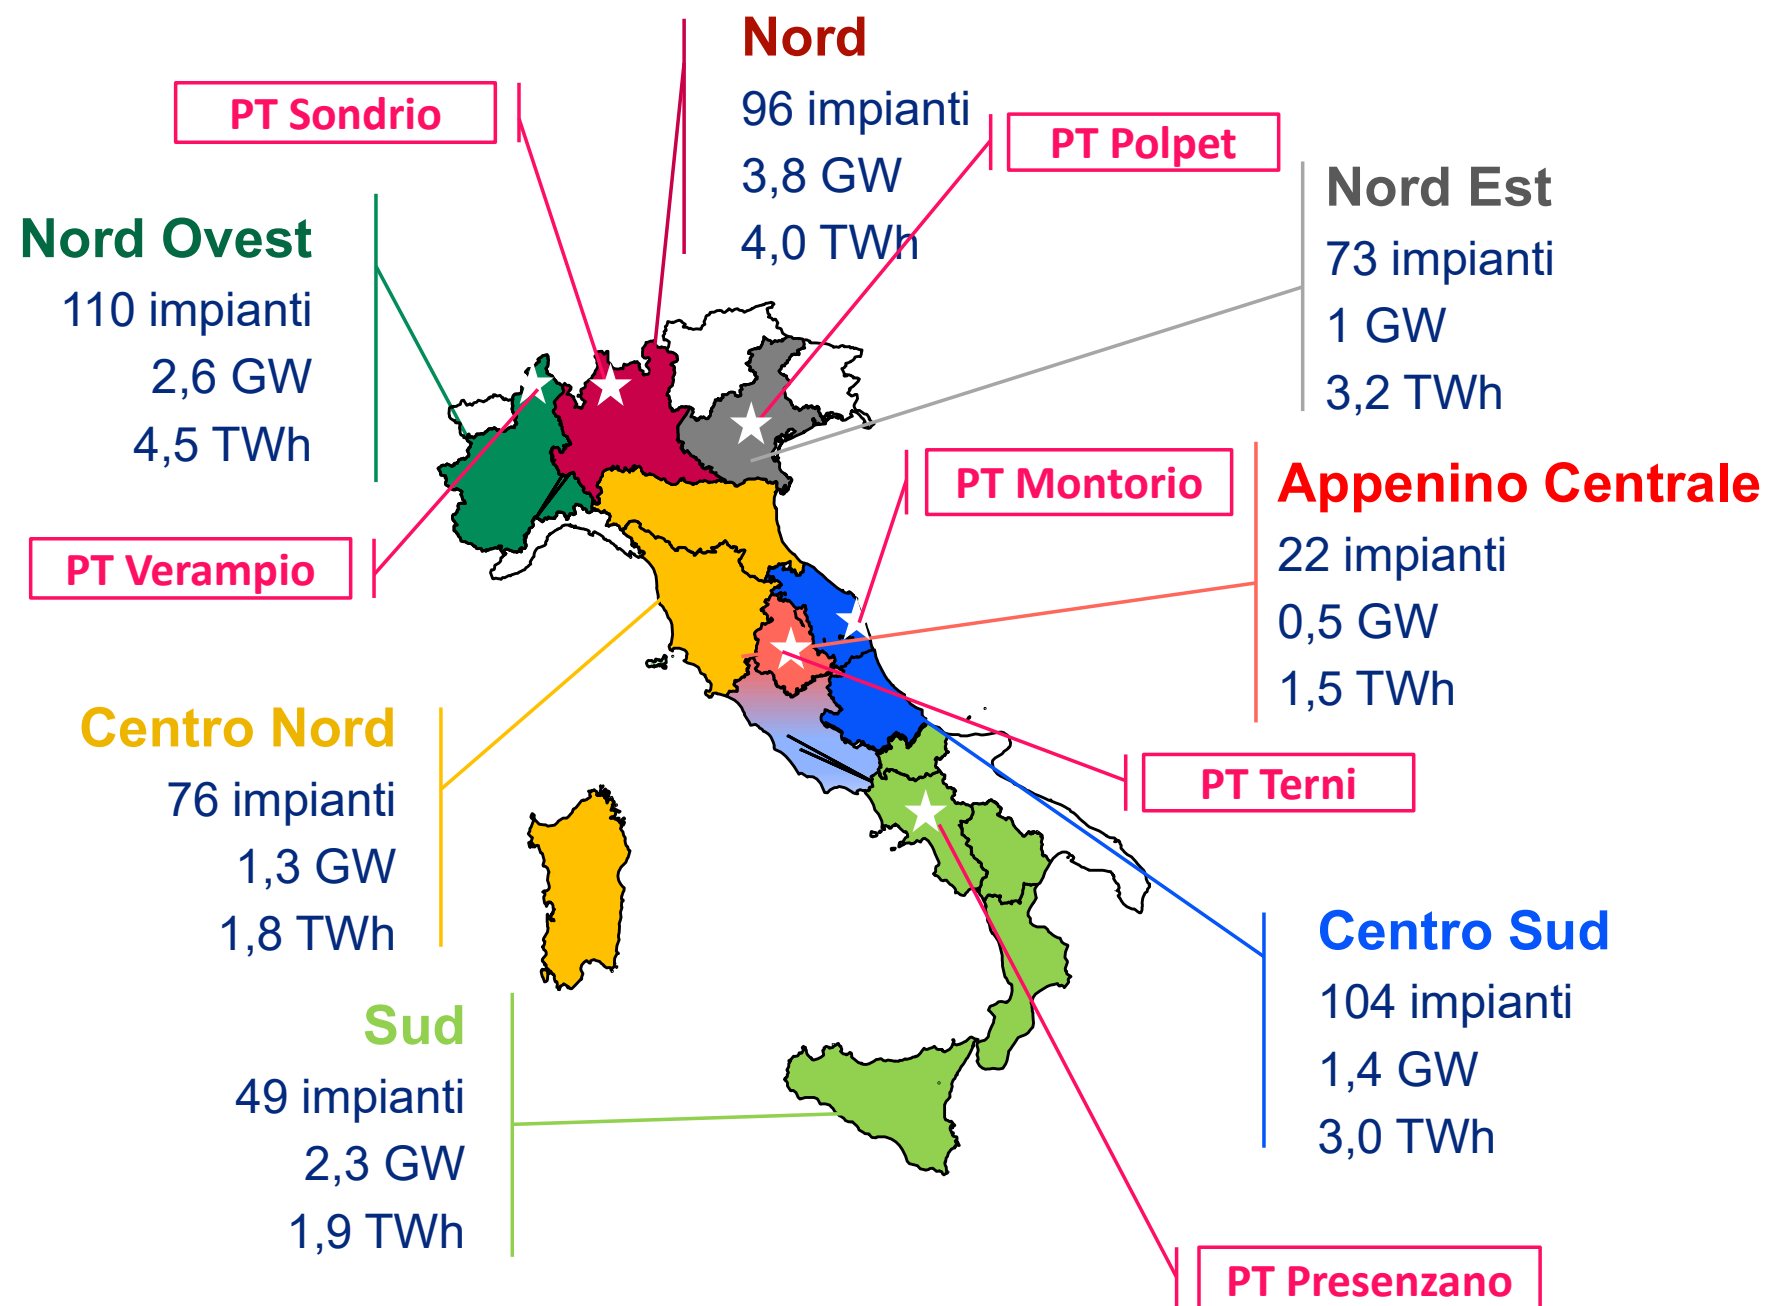 Nord
96 impianti
3,8 GW
4,0 TWh
PT Sondrio
PT Polpet
Nord Est
73 impianti
1 GW
3,2 TWh
Nord Ovest
110 impianti
2,6 GW
4,5 TWh
PT Montorio
Appenino Centrale
22 impianti
0,5 GW
1,5 TWh
PT Verampio
Centro Nord
76 impianti
1,3 GW
1,8 TWh
PT Terni
Centro Sud
104 impianti
1,4 GW
3,0 TWh
Sud
49 impianti
2,3 GW
1,9 TWh
PT Presenzano